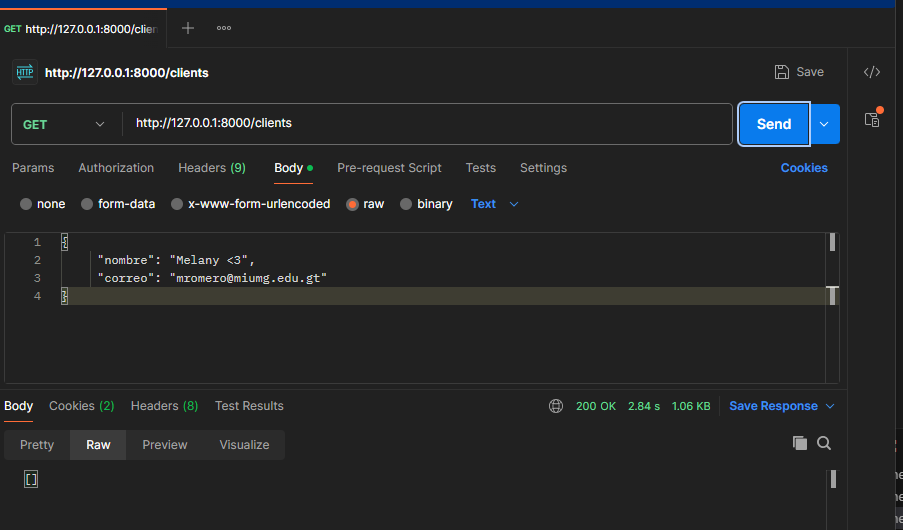 GET http://127.0.0.1:8000/clien
HTTP http://127.0.0.1:8000/clients Save
GET http://127.0.0.1:8000/clients Send
Params Authorization Headers (9) Body Pre-request Script Tests Settings Cookies
none form-data x-www-form-urlencoded raw binary Text
1 {
2 "nombre": "Melany <3",
3 "correo": "mromero@miumg.edu.gt"
4 }
Body Cookies (2) Headers (8) Test Results 200 OK 2.84 s 1.06 KB Save Response
Pretty Raw Preview Visualize
[]